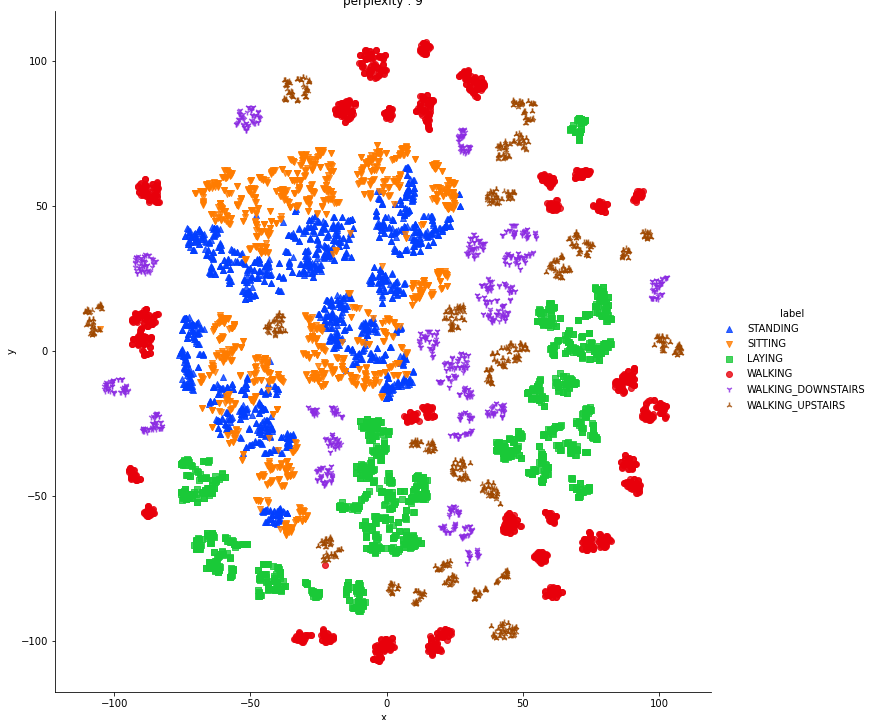 perplexity : 9
100
50
0
−50
−100
y
−100
−50
0
50
100
x
label
STANDING
SITTING
LAYING
WALKING
WALKING_DOWNSTAIRS
WALKING_UPSTAIRS